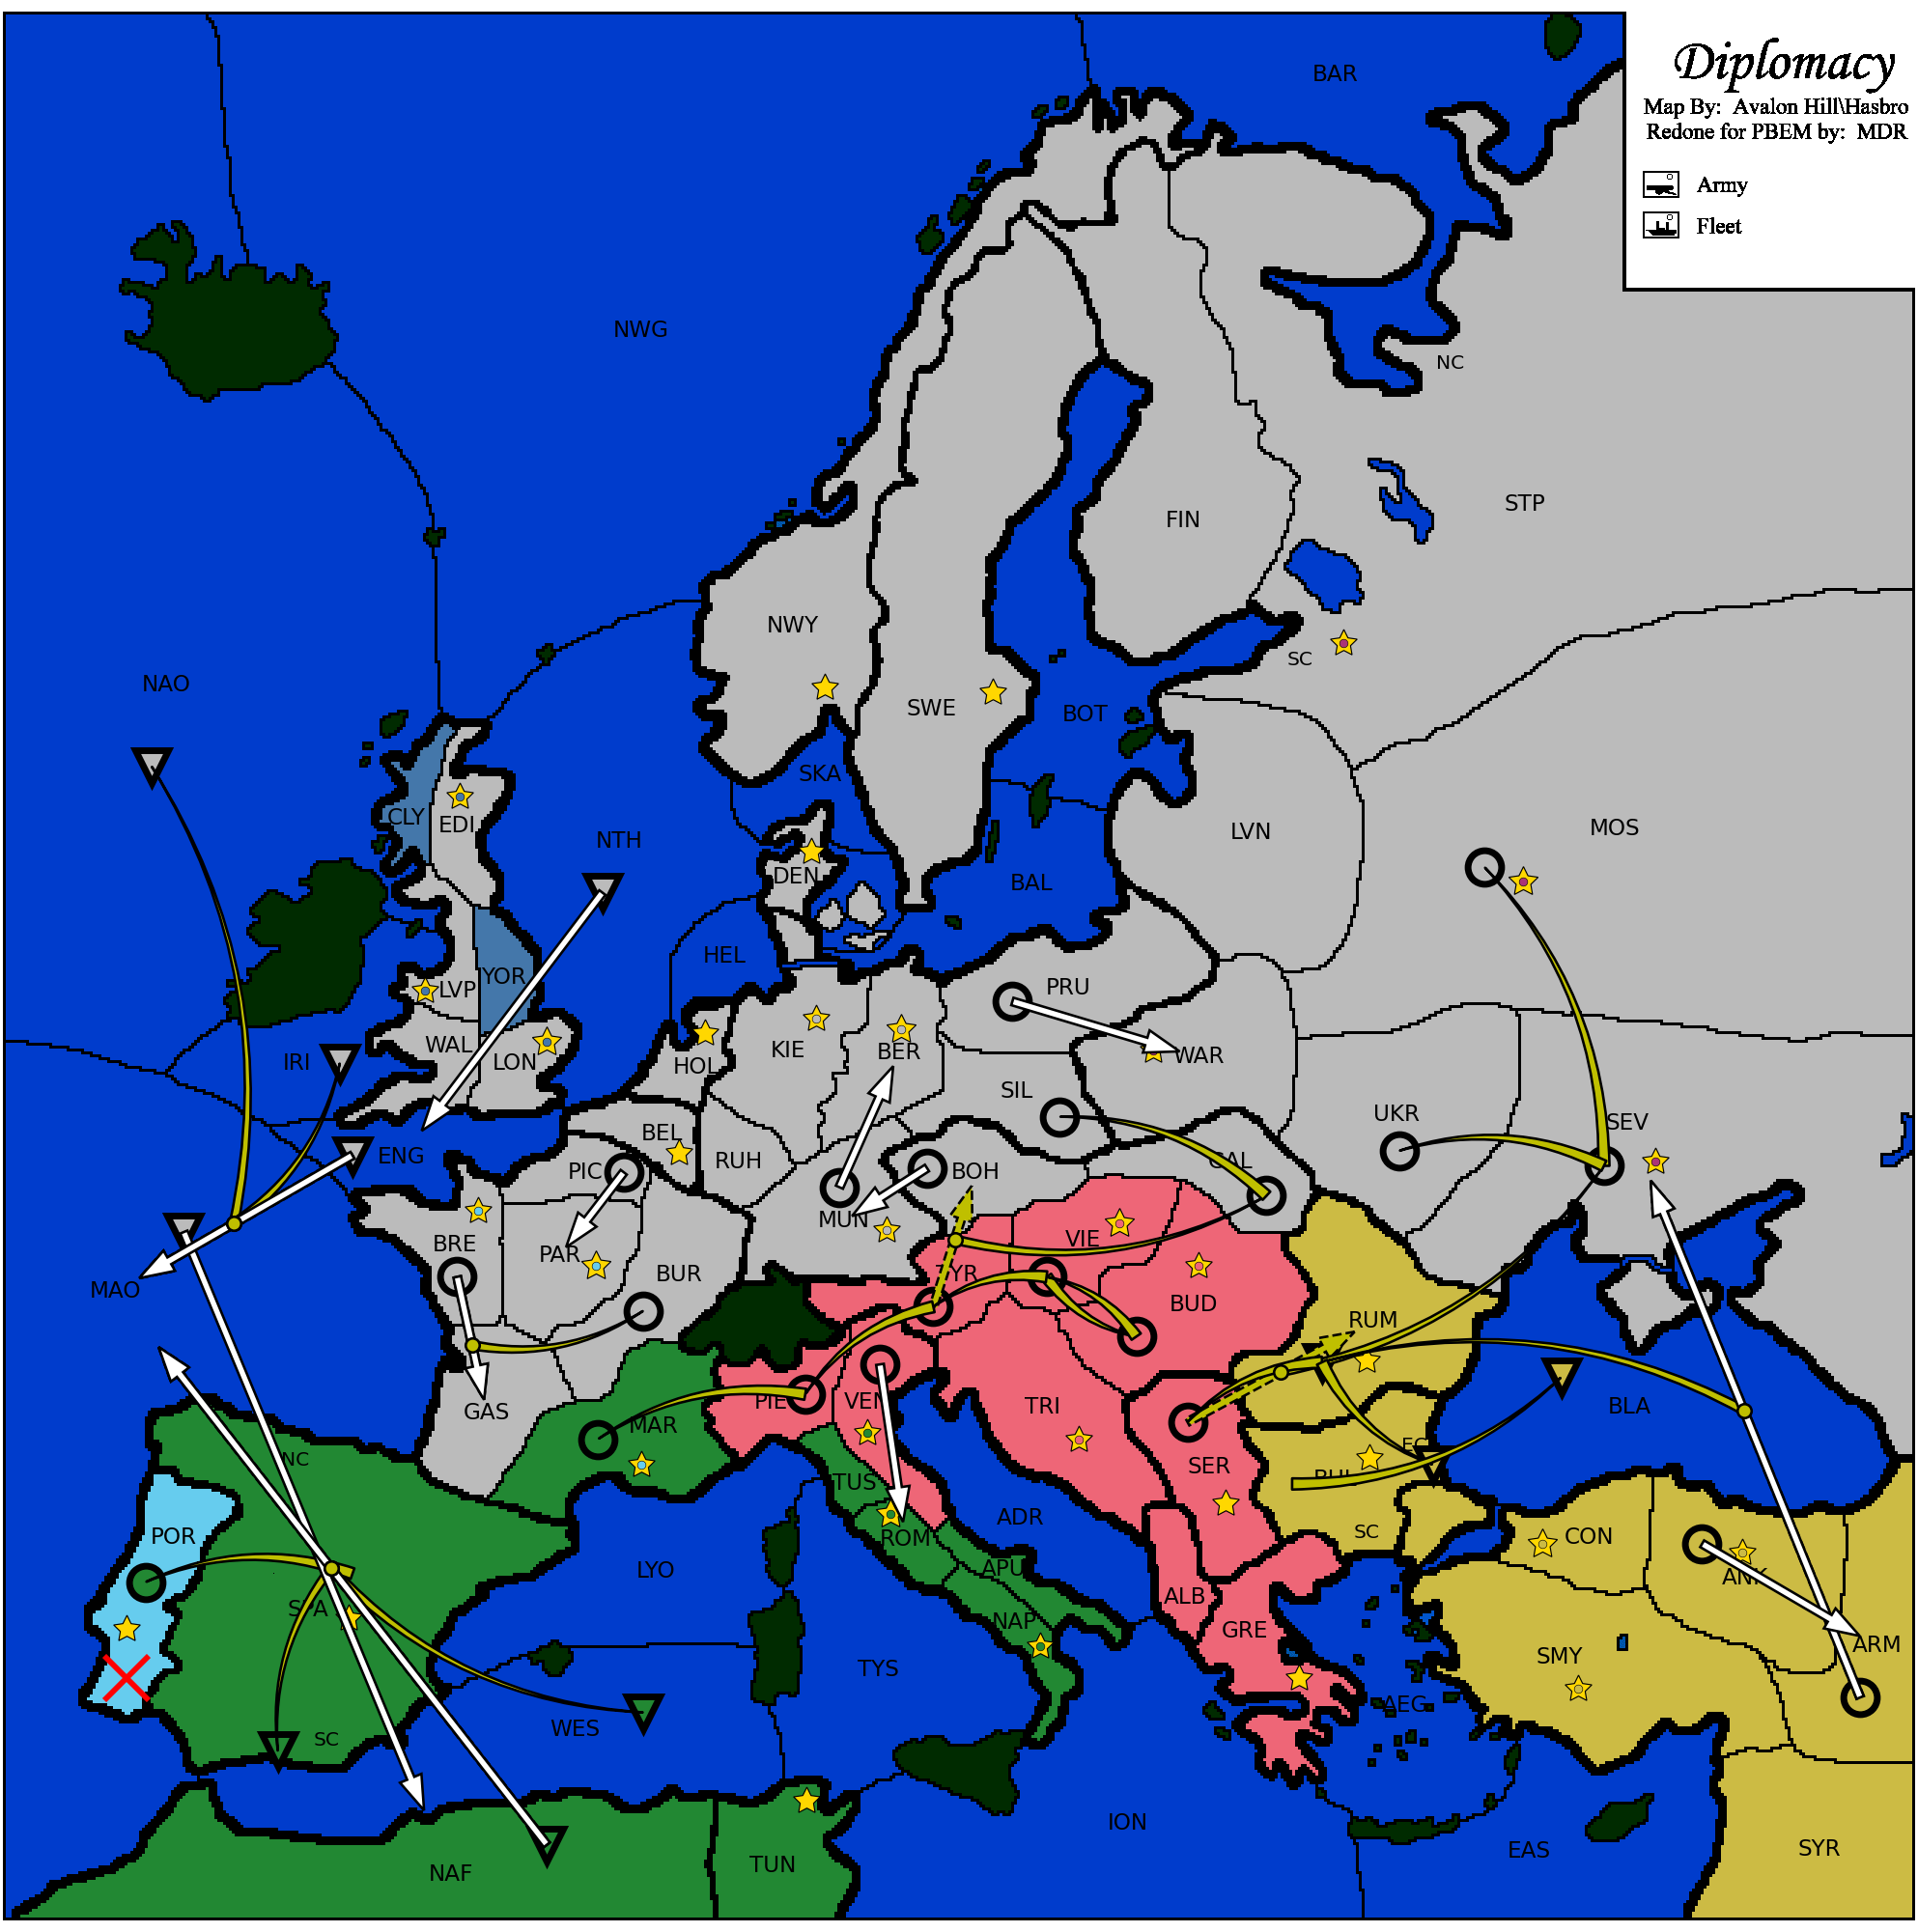 BAR
Diplomacy
Map By: Avalon Hill\Hasbro
Redone for PBEM by: MDR
Army
Fleet
NWG
NC
STP
FIN
NWY
SC
NAO
SWE
BOT
SKA
CLY
EDI
NTH
LVN
MOS
DEN
BAL
HEL
YOR
LVP
PRU
WAL
LON
IRI
HOL
KIE
BER
WAR
SIL
UKR
SEV
BEL
ENG
PIC
RUH
BOH
GAL
MUN
BRE
PAR
VIE
MAO
BUR
TYR
BUD
RUM
GAS
MAR
PIE
VEN
TRI
BLA
NC
EC
TUS
SER
BUL
POR
ROM
ADR
SC
CON
LYO
APU
ANK
SPA
NAP
ALB
GRE
ARM
SMY
TYS
AEG
SC
WES
ION
EAS
SYR
NAF
TUN